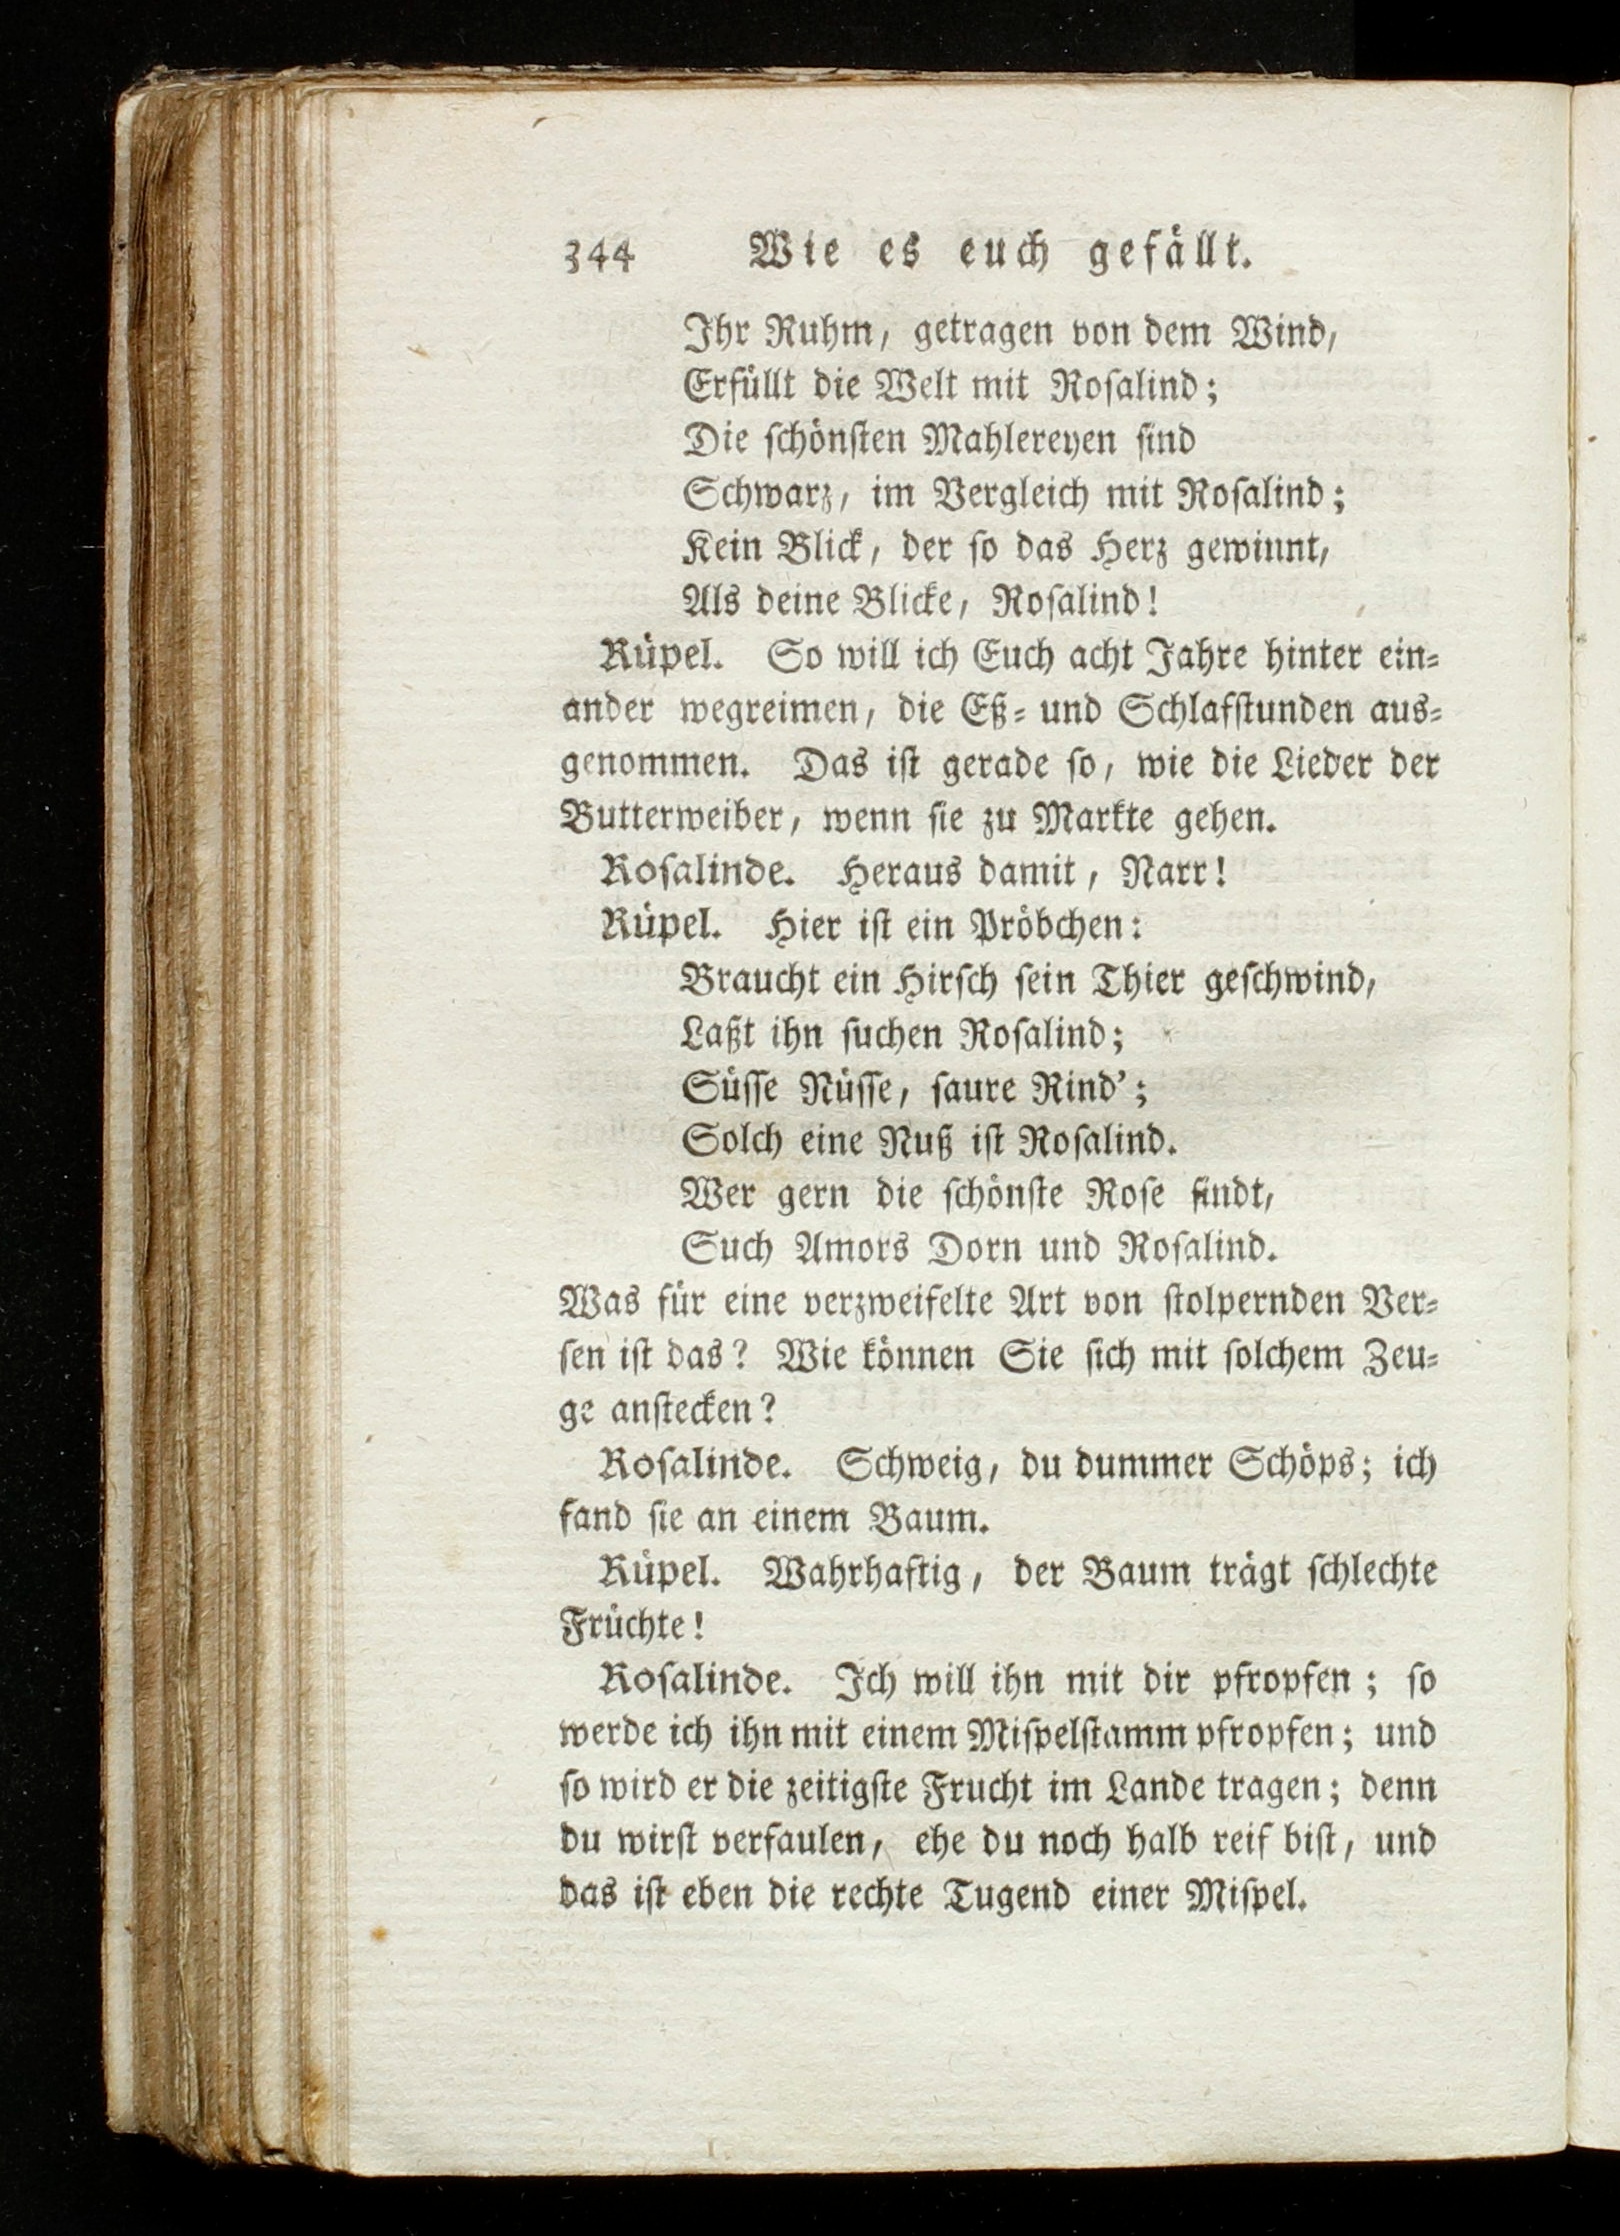 344 Wie es euch gefällt.
Ihr Ruhm, getragen von dem Wind,
Erfüllt die Welt mit Roſalind;
Die ſchönſten Mahlereyen ſind
Schwarz, im Vergleich mit Roſalind;
Kein Blick, der ſo das Herz gewinnt,
Als deine Blicke, Roſalind!
Rüpel. So will ich Euch acht Jahre hinter ein⸗
ander wegreimen, die Eß⸗ und Schlafſtunden aus⸗
genommen. Das iſt gerade ſo, wie die Lieder der
Butterweiber, wenn ſie zu Markte gehen.
Roſalinde. Heraus damit, Narr!
Rüpel. Hier iſt ein Pröbchen:
Braucht ein Hirſch ſein Thier geſchwind,
Laßt ihn ſuchen Roſalind;
Süſſe Nüſſe, ſaure Rind';
Solch eine Nuß iſt Roſalind.
Wer gern die ſchönſte Roſe findt,
Such Amors Dorn und Roſalind.
Was für eine verzweifelte Art von ſtolpernden Ver⸗
ſen iſt das? Wie können Sie ſich mit ſolchem Zeu⸗
ge anſtecken?
Roſalinde. Schweig, du dummer Schöps; ich
fand ſie an einem Baum.
Rüpel. Wahrhaftig, der Baum trägt ſchlechte
Früchte!
Roſalinde. Ich will ihn mit dir pfropfen; ſo
werde ich ihn mit einem Miſpelſtamm pfropfen; und
ſo wird er die zeitigſte Frucht im Lande tragen; denn
du wirſt verfaulen, ehe du noch halb reif biſt, und
das iſt eben die rechte Tugend einer Miſpel.